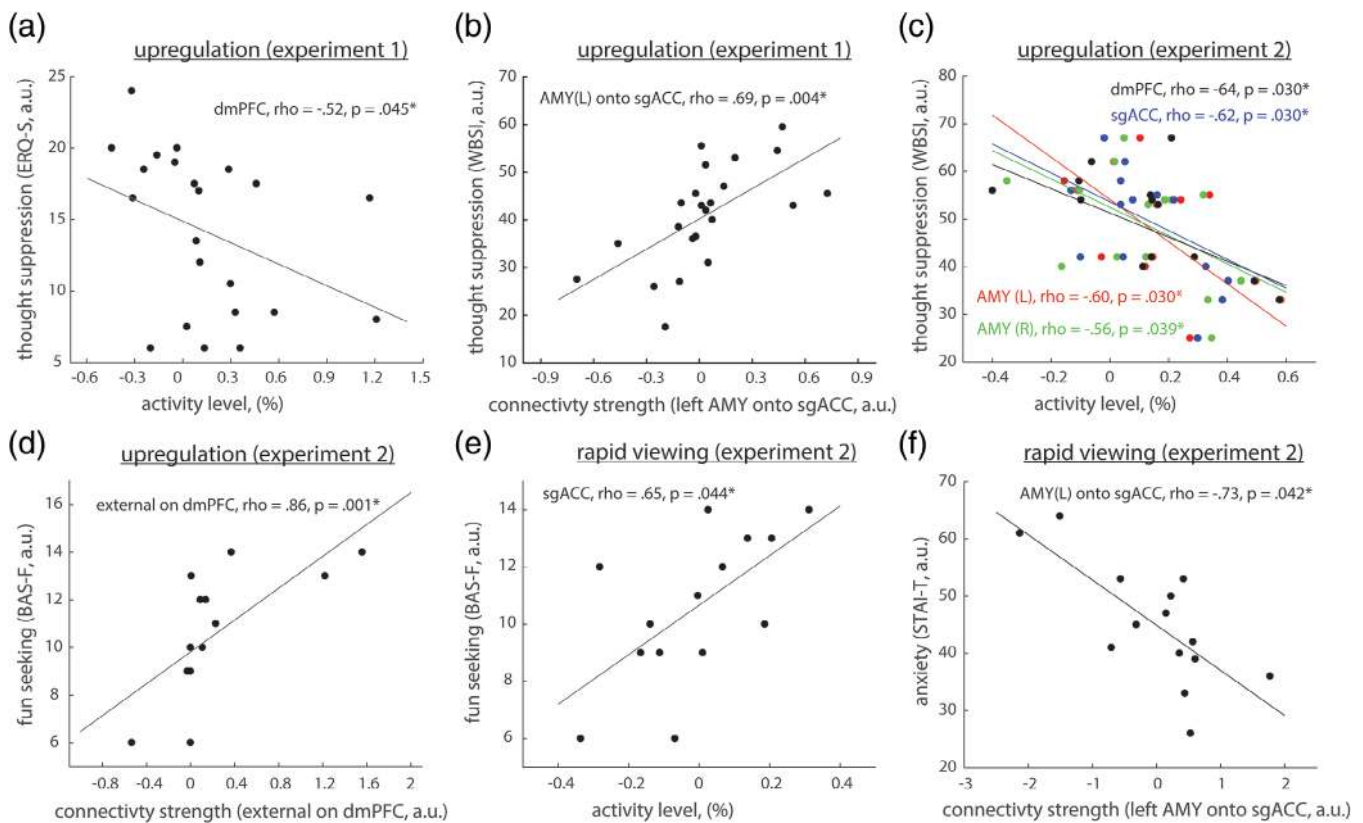 (a)
upregulation (experiment 1)
dmPFC, rho = -.52, p = .045*
thought suppression (ERQ-S, a.u.)
25
20
15
10
5
-0.6
-0.3
0
0.3
0.6
0.9
1.2
1.5
activity level, (%)
(b)
upregulation (experiment 1)
AMY(L) onto sgACC, rho = .69, p = .004*
thought suppression (WBSI, a.u.)
70
60
50
40
30
20
10
-0.9
-0.6
-0.3
0
0.3
0.6
0.9
connectivty strength (left AMY onto sgACC, a.u.)
(c)
upregulation (experiment 2)
dmPFC, rho = -64, p = .030*
sgACC, rho = -.62, p = .030*
AMY (L), rho = -.60, p = .030*
AMY (R), rho = -.56, p = .039*
thought suppression (WBSI, a.u.)
80
70
60
50
40
30
20
-0.4
-0.2
0
0.2
0.4
0.6
activity level, (%)
(d)
upregulation (experiment 2)
external on dmPFC, rho = .86, p = .001*
fun seeking (BAS-F, a.u.)
16
14
12
10
8
6
-0.8
-0.4
0
0.4
0.8
1.2
1.6
2
connectivty strength (external on dmPFC, a.u.)
(e)
rapid viewing (experiment 2)
sgACC, rho = .65, p = .044*
fun seeking (BAS-F, a.u.)
14
12
10
8
6
-0.4
-0.2
0
0.2
0.4
activity level, (%)
(f)
rapid viewing (experiment 2)
AMY(L) onto sgACC, rho = -.73, p = .042*
anxiety (STAI-T, a.u.)
70
60
50
40
30
20
-3
-2
-1
0
1
2
connectivty strength (left AMY onto sgACC, a.u.)